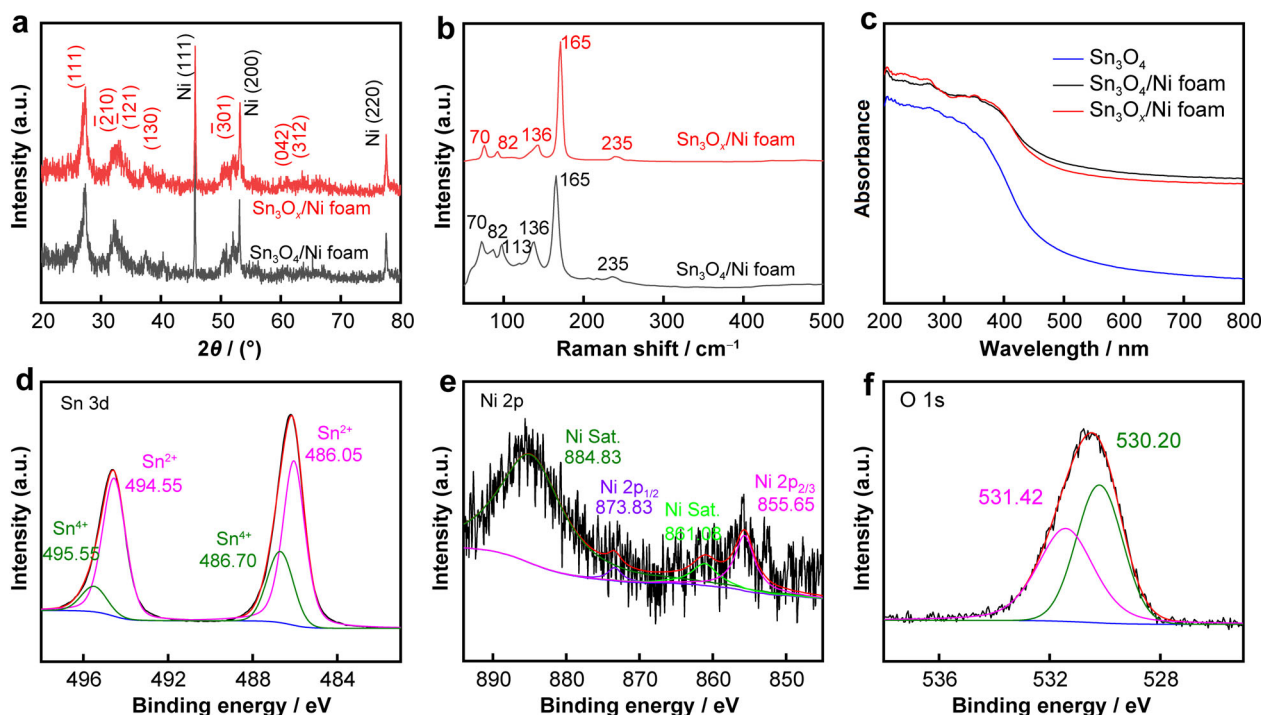 a
Intensity (a.u.)
(111)
(2̅10)
(1̅21)
(130)
Ni (111)
(3̅01)
Ni (200)
(042)
(312)
Ni (220)
Sn₃Oₓ/Ni foam
Sn₃O₄/Ni foam
20 30 40 50 60 70 80
2θ / (°)
b
Intensity (a.u.)
165
70 82 136 235
Sn₃Oₓ/Ni foam
165
70 82 113 136 235
Sn₃O₄/Ni foam
100 200 300 400 500
Raman shift / cm⁻¹
c
Absorbance
Sn₃O₄
Sn₃O₄/Ni foam
Sn₃Oₓ/Ni foam
200 300 400 500 600 700 800
Wavelength / nm
d
Intensity (a.u.)
Sn 3d
Sn²⁺
486.05
Sn²⁺
494.55
Sn⁴⁺
495.55
Sn⁴⁺
486.70
496 492 488 484
Binding energy / eV
e
Intensity (a.u.)
Ni 2p
Ni Sat.
884.83
Ni 2p₁/₂
873.83
Ni Sat.
861.08
Ni 2p₂/₃
855.65
890 880 870 860 850
Binding energy / eV
f
Intensity (a.u.)
O 1s
530.20
531.42
536 532 528
Binding energy / eV